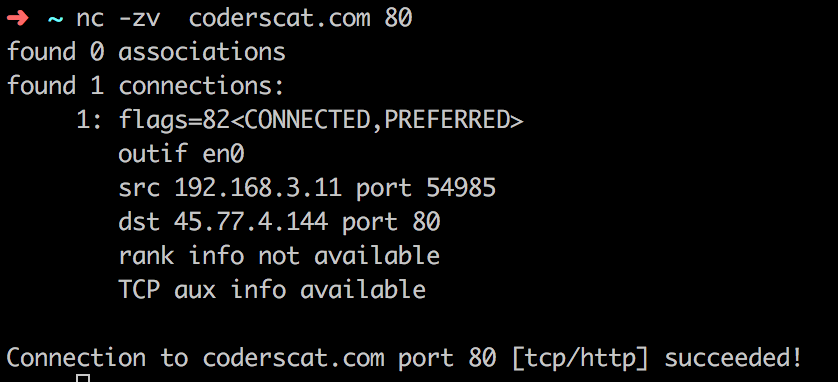 ➜ ~ nc -zv  coderscat.com 80
found 0 associations
found 1 connections:
     1: flags=82<CONNECTED,PREFERRED>
        outif en0
        src 192.168.3.11 port 54985
        dst 45.77.4.144 port 80
        rank info not available
        TCP aux info available

Connection to coderscat.com port 80 [tcp/http] succeeded!